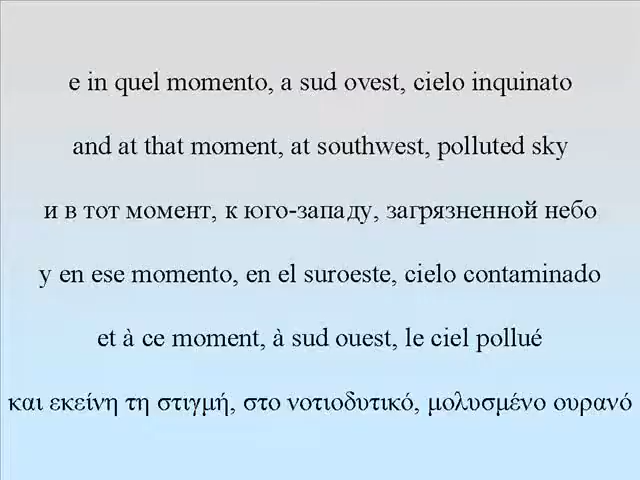 e in quel momento, a sud ovest, cielo inquinato
and at that moment, at southwest, polluted sky
и в тот момент, к юго-западу, загрязненной небо
y en ese momento, en el suroeste, cielo contaminado
et à ce moment, à sud ouest, le ciel pollué
και εκείνη τη στιγμή, στο νοτιοδυτικό, μολυσμένο ουρανό